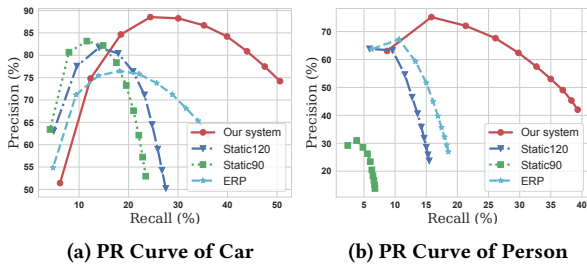 90
85
80
75
70
65
60
55
50
Precision (%)
0
10
20
30
40
50
Recall (%)
Our system
Static120
Static90
ERP
(a) PR Curve of Car
70
60
50
40
30
20
Precision (%)
5
10
15
20
25
30
35
40
Recall (%)
Our system
Static120
Static90
ERP
(b) PR Curve of Person